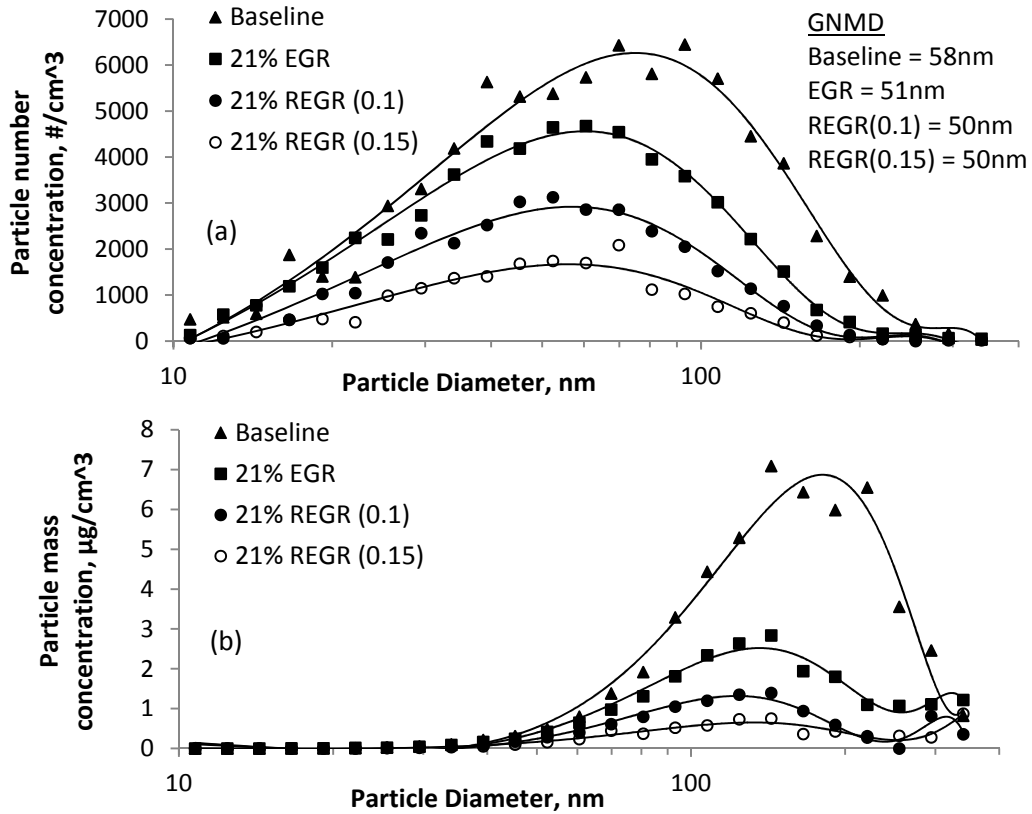 Particle number
concentration, #/cm^3
7000
6000
5000
4000
3000
2000
1000
0
Baseline
21% EGR
21% REGR (0.1)
21% REGR (0.15)
GNMD
Baseline = 58nm
EGR = 51nm
REGR(0.1) = 50nm
REGR(0.15) = 50nm
(a)
10
100
Particle Diameter, nm
Particle mass
concentration, µg/cm^3
8
7
6
5
4
3
2
1
0
Baseline
21% EGR
21% REGR (0.1)
21% REGR (0.15)
(b)
10
100
Particle Diameter, nm